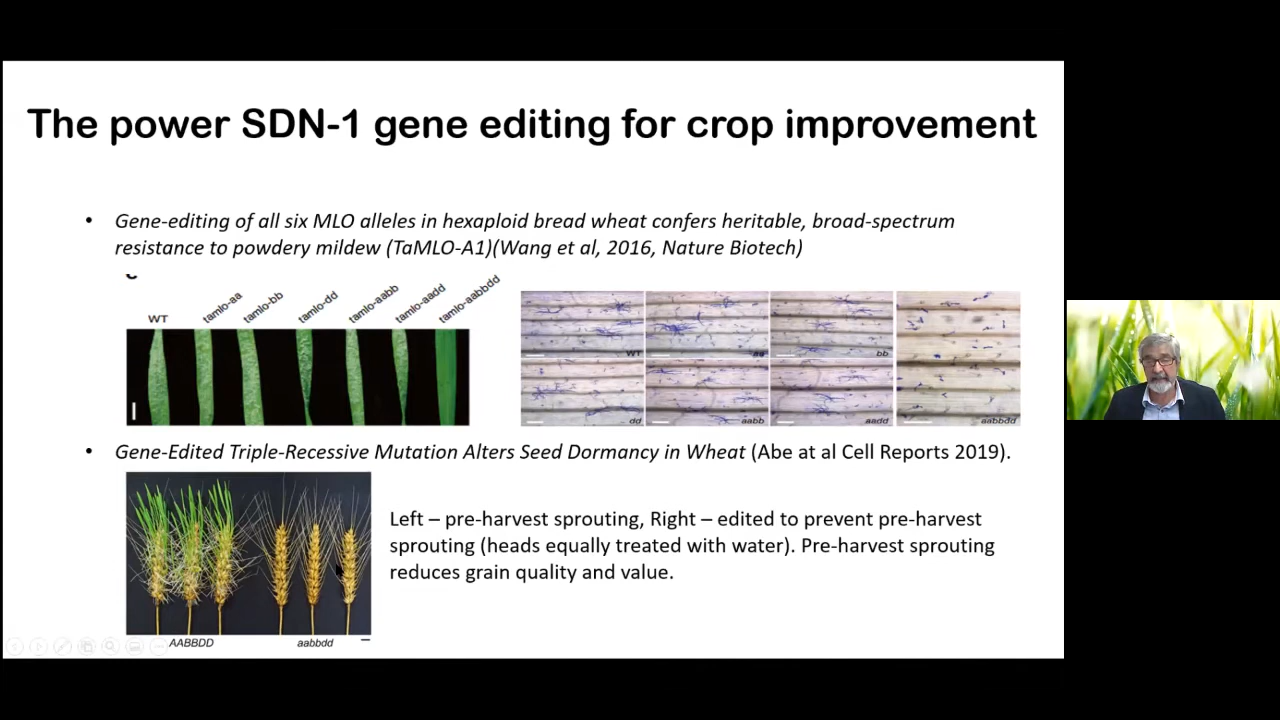 The power SDN-1 gene editing for crop improvement
• Gene-editing of all six MLO alleles in hexaploid bread wheat confers heritable, broad-spectrum
resistance to powdery mildew (TaMLO-A1)(Wang et al, 2016, Nature Biotech)
WT tamlo-aa tamlo-bb tamlo-dd tamlo-aabb tamlo-aadd tamlo-aabbdd
WT aa bb
dd aabb aadd aabbdd
• Gene-Edited Triple-Recessive Mutation Alters Seed Dormancy in Wheat (Abe at al Cell Reports 2019).
Left – pre-harvest sprouting, Right – edited to prevent pre-harvest
sprouting (heads equally treated with water). Pre-harvest sprouting
reduces grain quality and value.
AABBDD aabbdd